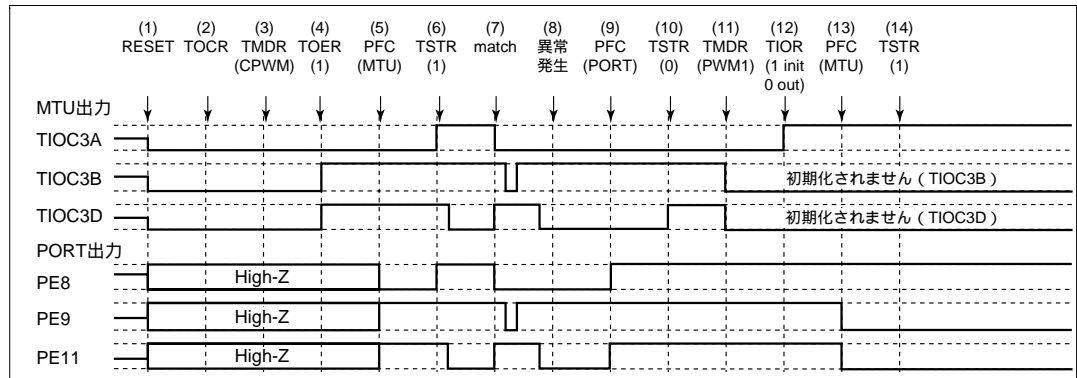 (1) (2) (3) (4) (5) (6) (7) (8) (9) (10) (11) (12) (13) (14)
RESET TOCR TMDR TOER PFC TSTR match 異常 PFC TSTR TMDR TIOR PFC TSTR
(CPWM) (1) (MTU) (1) 発生 (PORT) (0) (PWM1) (1 init (MTU) (1)
0 out)
MTU出力
TIOC3A
TIOC3B 初期化されません(TIOC3B)
TIOC3D 初期化されません(TIOC3D)
PORT出力
PE8 High-Z
PE9 High-Z
PE11 High-Z